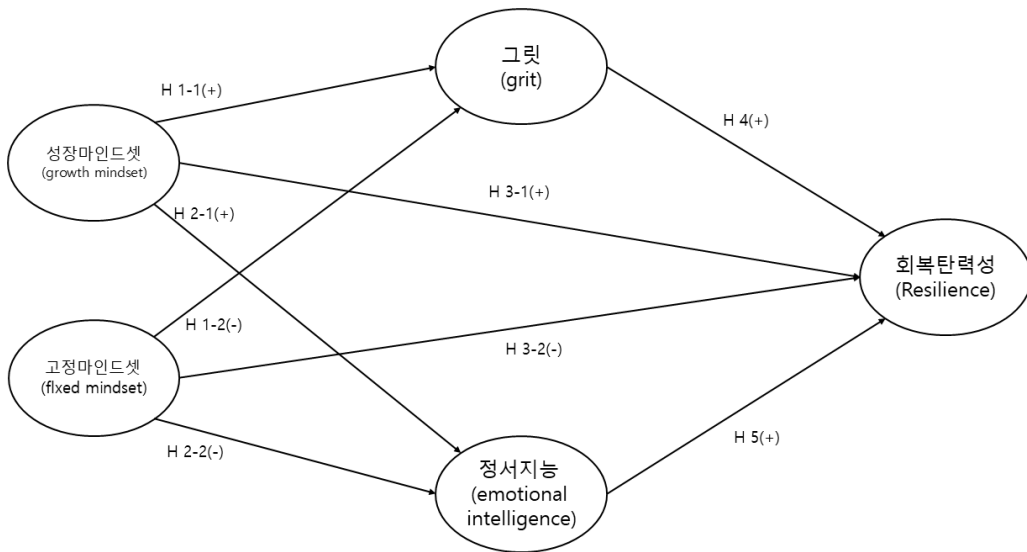 그릿
(grit)
H 1-1(+)
H 4(+)
성장마인드셋
(growth mindset)
H 3-1(+)
H 2-1(+)
회복탄력성
(Resilience)
H 1-2(-)
H 3-2(-)
고정마인드셋
(flxed mindset)
H 2-2(-)
H 5(+)
정서지능
(emotional
intelligence)